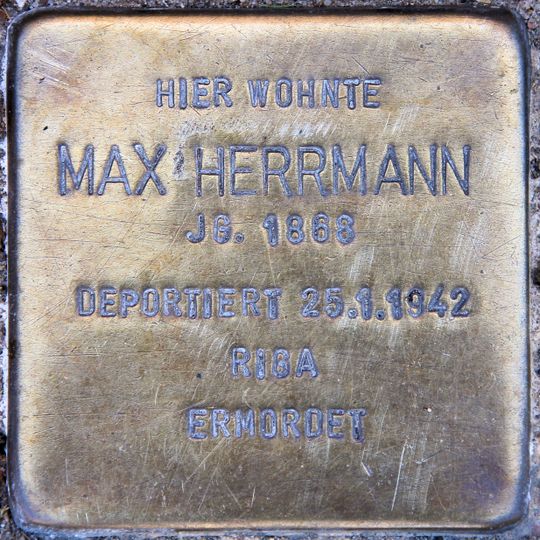 HIER WOHNTE
MAX HERRMANN
JG. 1868
DEPORTIERT 25.1.1942
RIGA
ERMORDET